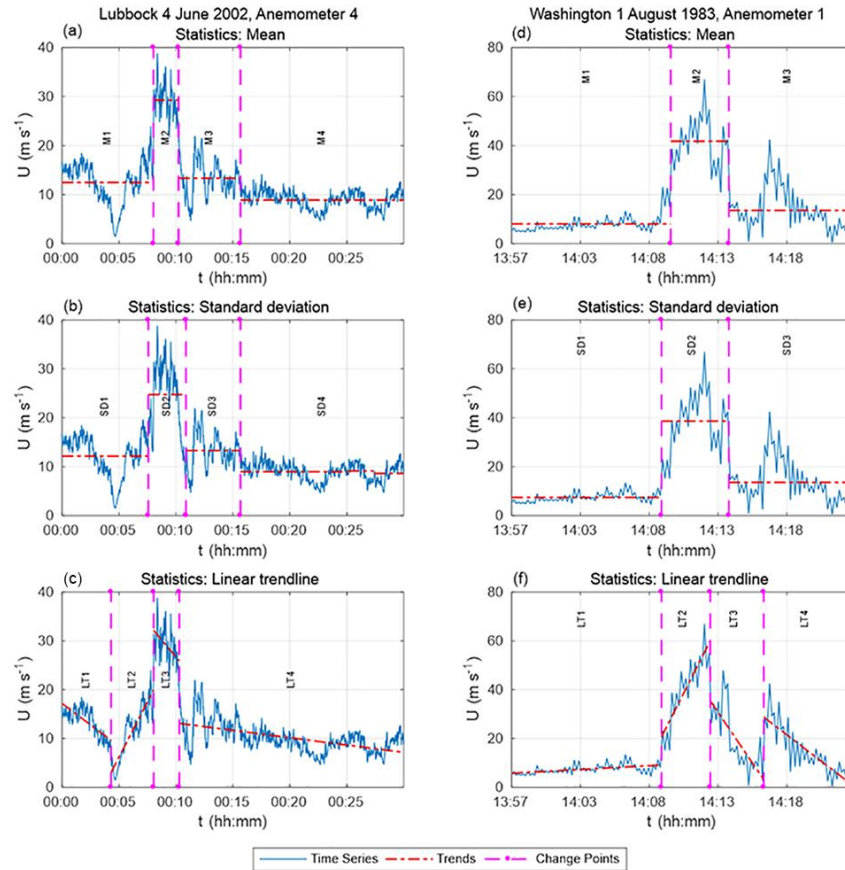 Lubbock 4 June 2002, Anemometer 4
(a) Statistics: Mean
40
30
20
10
0
U (m s⁻¹)
M1 M2 M3 M4
00:00 00:05 00:10 00:15 00:20 00:25
t (hh:mm)
(b) Statistics: Standard deviation
40
30
20
10
0
U (m s⁻¹)
SD1 SD2 SD3 SD4
00:00 00:05 00:10 00:15 00:20 00:25
t (hh:mm)
(c) Statistics: Linear trendline
40
30
20
10
0
U (m s⁻¹)
LT1 LT2 LT3 LT4
00:00 00:05 00:10 00:15 00:20 00:25
t (hh:mm)
Washington 1 August 1983, Anemometer 1
(d) Statistics: Mean
80
60
40
20
0
U (m s⁻¹)
M1 M2 M3
13:57 14:03 14:08 14:13 14:18
t (hh:mm)
(e) Statistics: Standard deviation
80
60
40
20
0
U (m s⁻¹)
SD1 SD2 SD3
13:57 14:03 14:08 14:13 14:18
t (hh:mm)
(f) Statistics: Linear trendline
80
60
40
20
0
U (m s⁻¹)
LT1 LT2 LT3 LT4
13:57 14:03 14:08 14:13 14:18
t (hh:mm)
Time Series Trends Change Points